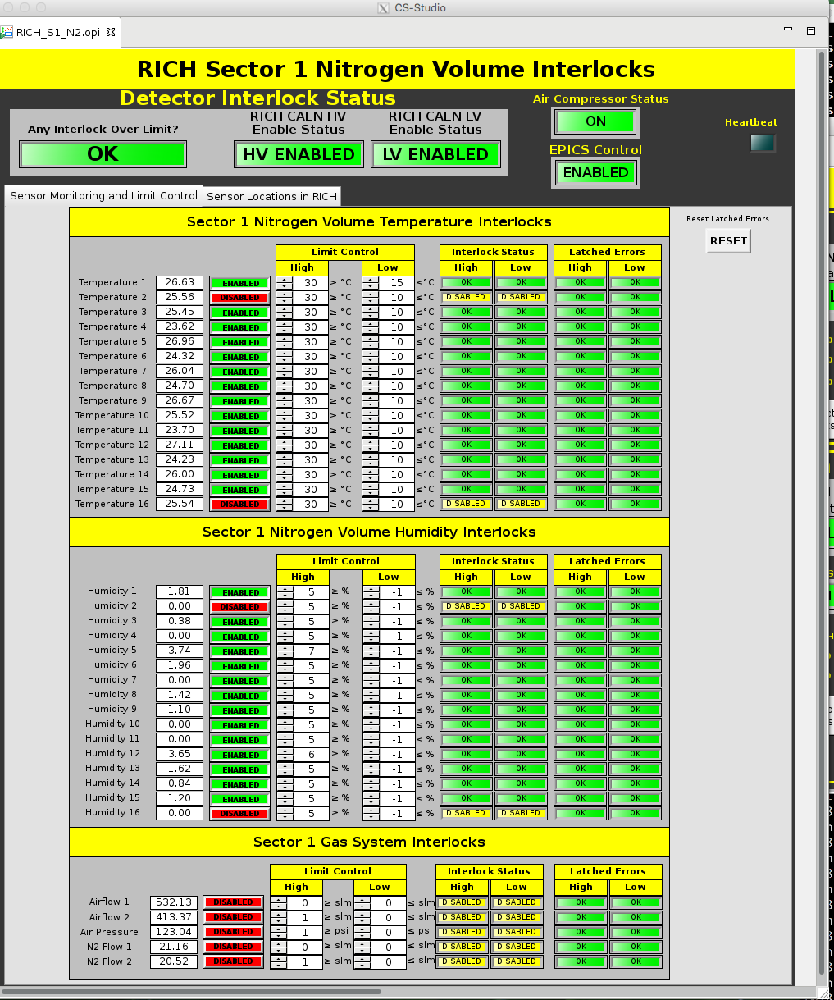 CS-Studio
RICH_S1_N2.opi
RICH Sector 1 Nitrogen Volume Interlocks
Detector Interlock Status
Air Compressor Status
Any Interlock Over Limit?
RICH CAEN HV
Enable Status
RICH CAEN LV
Enable Status
ON
Heartbeat
OK
HV ENABLED
LV ENABLED
EPICS Control
ENABLED
Sensor Monitoring and Limit Control
Sensor Locations in RICH
Sector 1 Nitrogen Volume Temperature Interlocks
Reset Latched Errors
RESET
Limit Control Interlock Status Latched Errors
High Low High Low High Low
Temperature 1 26.63 ENABLED 30 ≥ °C 15 ≤°C OK OK OK OK
Temperature 2 25.56 DISABLED 30 ≥ °C 10 ≤°C DISABLED DISABLED OK OK
Temperature 3 25.45 ENABLED 30 ≥ °C 10 ≤°C OK OK OK OK
Temperature 4 23.62 ENABLED 30 ≥ °C 10 ≤°C OK OK OK OK
Temperature 5 26.96 ENABLED 30 ≥ °C 10 ≤°C OK OK OK OK
Temperature 6 24.32 ENABLED 30 ≥ °C 10 ≤°C OK OK OK OK
Temperature 7 26.04 ENABLED 30 ≥ °C 10 ≤°C OK OK OK OK
Temperature 8 24.70 ENABLED 30 ≥ °C 10 ≤°C OK OK OK OK
Temperature 9 26.67 ENABLED 30 ≥ °C 10 ≤°C OK OK OK OK
Temperature 10 25.52 ENABLED 30 ≥ °C 10 ≤°C OK OK OK OK
Temperature 11 23.70 ENABLED 30 ≥ °C 10 ≤°C OK OK OK OK
Temperature 12 27.11 ENABLED 30 ≥ °C 10 ≤°C OK OK OK OK
Temperature 13 24.23 ENABLED 30 ≥ °C 10 ≤°C OK OK OK OK
Temperature 14 26.00 ENABLED 30 ≥ °C 10 ≤°C OK OK OK OK
Temperature 15 24.73 ENABLED 30 ≥ °C 10 ≤°C OK OK OK OK
Temperature 16 25.54 DISABLED 30 ≥ °C 10 ≤°C DISABLED DISABLED OK OK
Sector 1 Nitrogen Volume Humidity Interlocks
Limit Control Interlock Status Latched Errors
High Low High Low High Low
Humidity 1 1.81 ENABLED 5 ≥ % -1 ≤ % OK OK OK OK
Humidity 2 0.00 DISABLED 5 ≥ % -1 ≤ % DISABLED DISABLED OK OK
Humidity 3 0.38 ENABLED 5 ≥ % -1 ≤ % OK OK OK OK
Humidity 4 0.00 ENABLED 5 ≥ % -1 ≤ % OK OK OK OK
Humidity 5 3.74 ENABLED 7 ≥ % -1 ≤ % OK OK OK OK
Humidity 6 1.96 ENABLED 5 ≥ % -1 ≤ % OK OK OK OK
Humidity 7 0.00 ENABLED 5 ≥ % -1 ≤ % OK OK OK OK
Humidity 8 1.42 ENABLED 5 ≥ % -1 ≤ % OK OK OK OK
Humidity 9 1.10 ENABLED 5 ≥ % -1 ≤ % OK OK OK OK
Humidity 10 0.00 ENABLED 5 ≥ % -1 ≤ % OK OK OK OK
Humidity 11 0.00 ENABLED 5 ≥ % -1 ≤ % OK OK OK OK
Humidity 12 3.65 ENABLED 6 ≥ % -1 ≤ % OK OK OK OK
Humidity 13 1.62 ENABLED 5 ≥ % -1 ≤ % OK OK OK OK
Humidity 14 0.84 ENABLED 5 ≥ % -1 ≤ % OK OK OK OK
Humidity 15 1.20 ENABLED 5 ≥ % -1 ≤ % OK OK OK OK
Humidity 16 0.00 DISABLED 5 ≥ % -1 ≤ % DISABLED DISABLED OK OK
Sector 1 Gas System Interlocks
Limit Control Interlock Status Latched Errors
High Low High Low High Low
Airflow 1 532.13 DISABLED 0 ≥ slm 0 ≤ slm DISABLED DISABLED OK OK
Airflow 2 413.37 DISABLED 1 ≥ slm 0 ≤ slm DISABLED DISABLED OK OK
Air Pressure 123.04 DISABLED 1 ≥ psi 0 ≤ psi DISABLED DISABLED OK OK
N2 Flow 1 21.16 DISABLED 0 ≥ slm 0 ≤ slm DISABLED DISABLED OK OK
N2 Flow 2 20.52 DISABLED 1 ≥ slm 0 ≤ slm DISABLED DISABLED OK OK